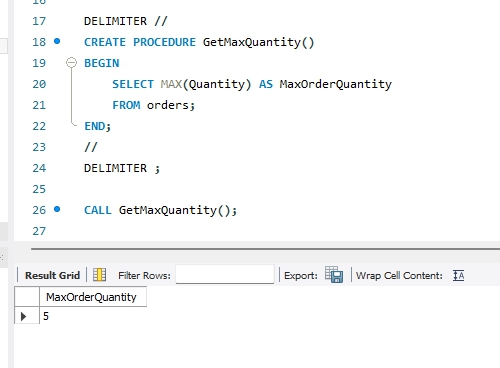 17 DELIMITER //
18 CREATE PROCEDURE GetMaxQuantity()
19 BEGIN
20 SELECT MAX(Quantity) AS MaxOrderQuantity
21 FROM orders;
22 END;
23 //
24 DELIMITER ;
25
26 CALL GetMaxQuantity();
27
Result Grid Filter Rows: Export: Wrap Cell Content:
MaxOrderQuantity
5